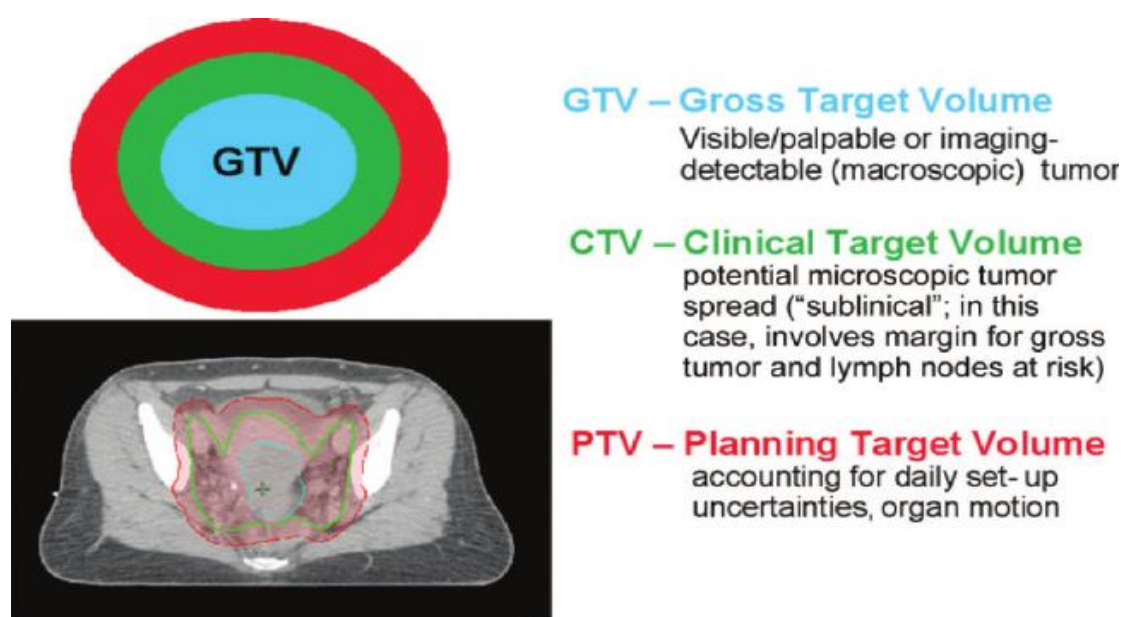 GTV
GTV – Gross Target Volume
Visible/palpable or imaging-
detectable (macroscopic) tumor
CTV – Clinical Target Volume
potential microscopic tumor
spread (“sublinical”; in this
case, involves margin for gross
tumor and lymph nodes at risk)
PTV – Planning Target Volume
accounting for daily set-up
uncertainties, organ motion